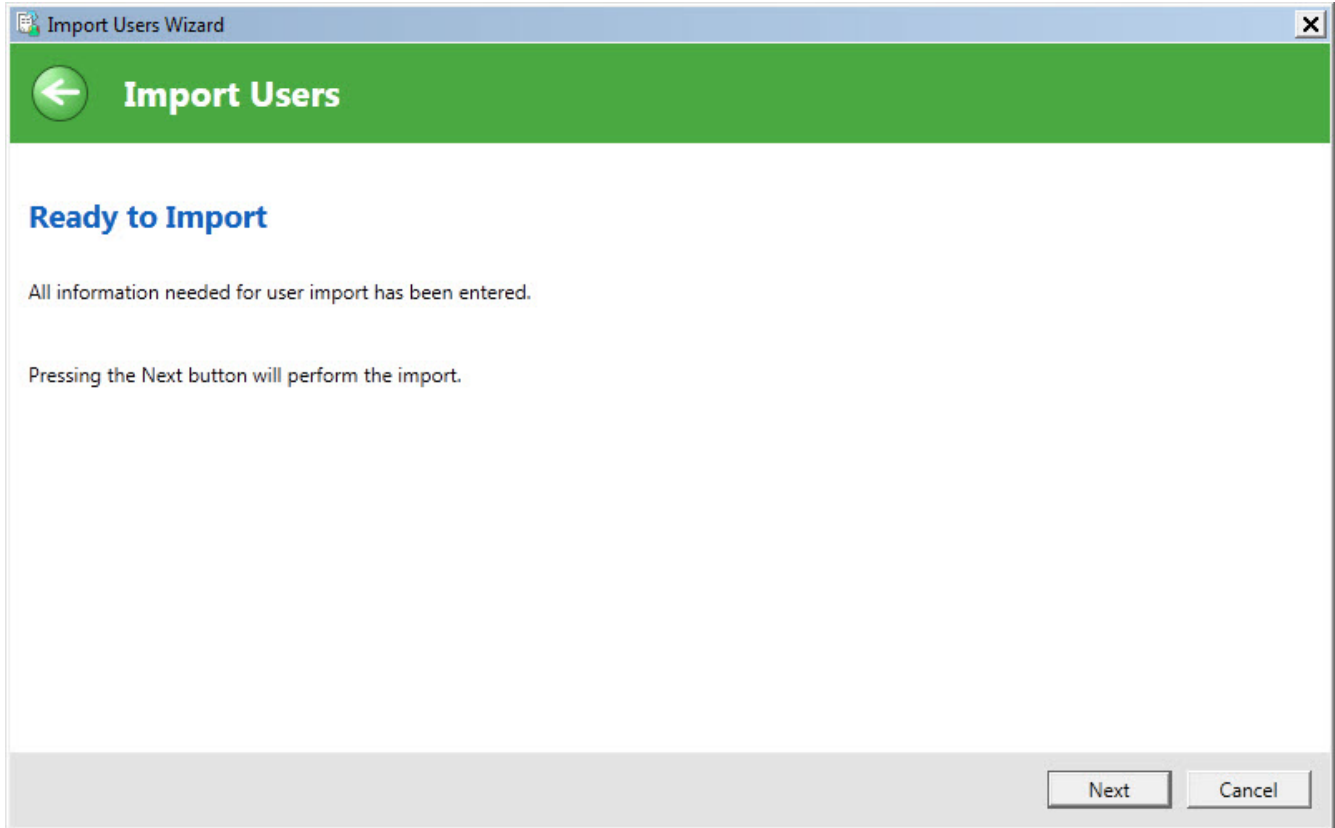 Import Users Wizard
Import Users
Ready to Import
All information needed for user import has been entered.
Pressing the Next button will perform the import.
Next Cancel